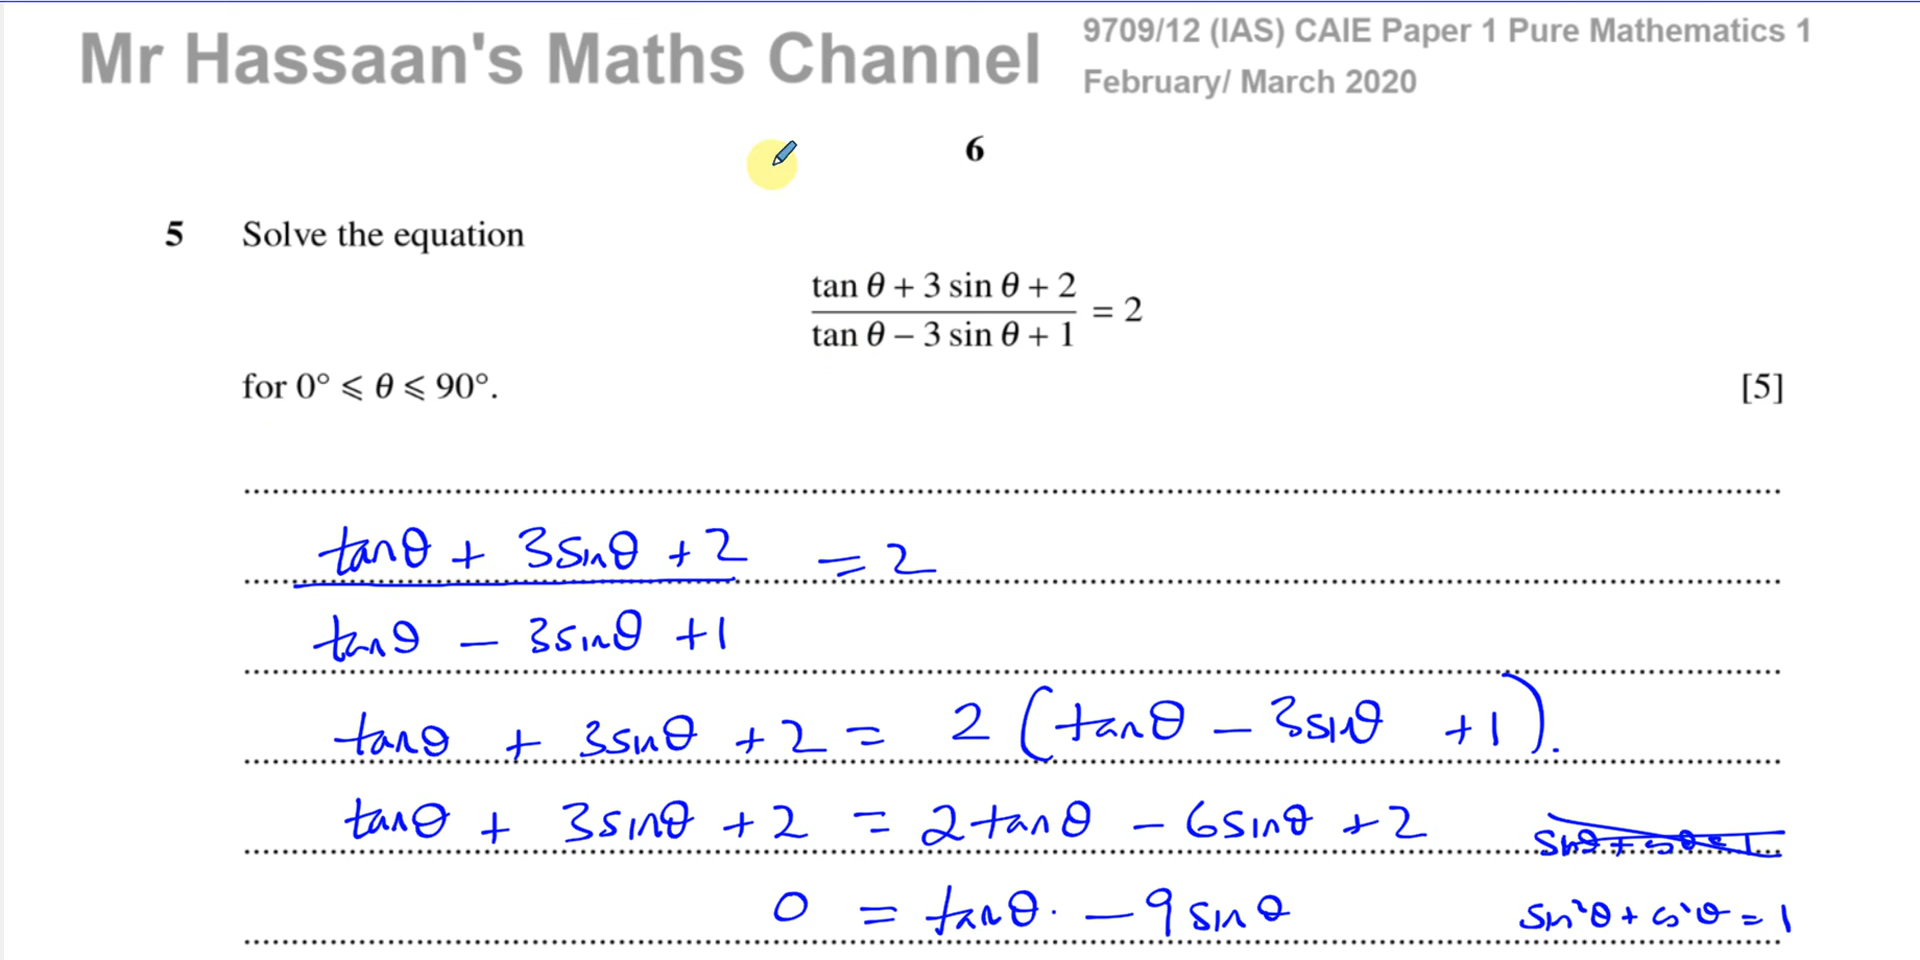 Mr Hassaan's Maths Channel
9709/12 (IAS) CAIE Paper 1 Pure Mathematics 1
February/ March 2020
6
5 Solve the equation
tan θ + 3 sin θ + 2
tan θ − 3 sin θ + 1
= 2
for 0° ⩽ θ ⩽ 90°.
[5]
tanθ + 3sinθ + 2
= 2
tanθ − 3sinθ + 1
tanθ + 3sinθ + 2 = 2 (tanθ − 3sinθ + 1).
tanθ + 3sinθ + 2 = 2tanθ − 6sinθ + 2
0 = tanθ. − 9sinθ
sin²θ + cos²θ = 1